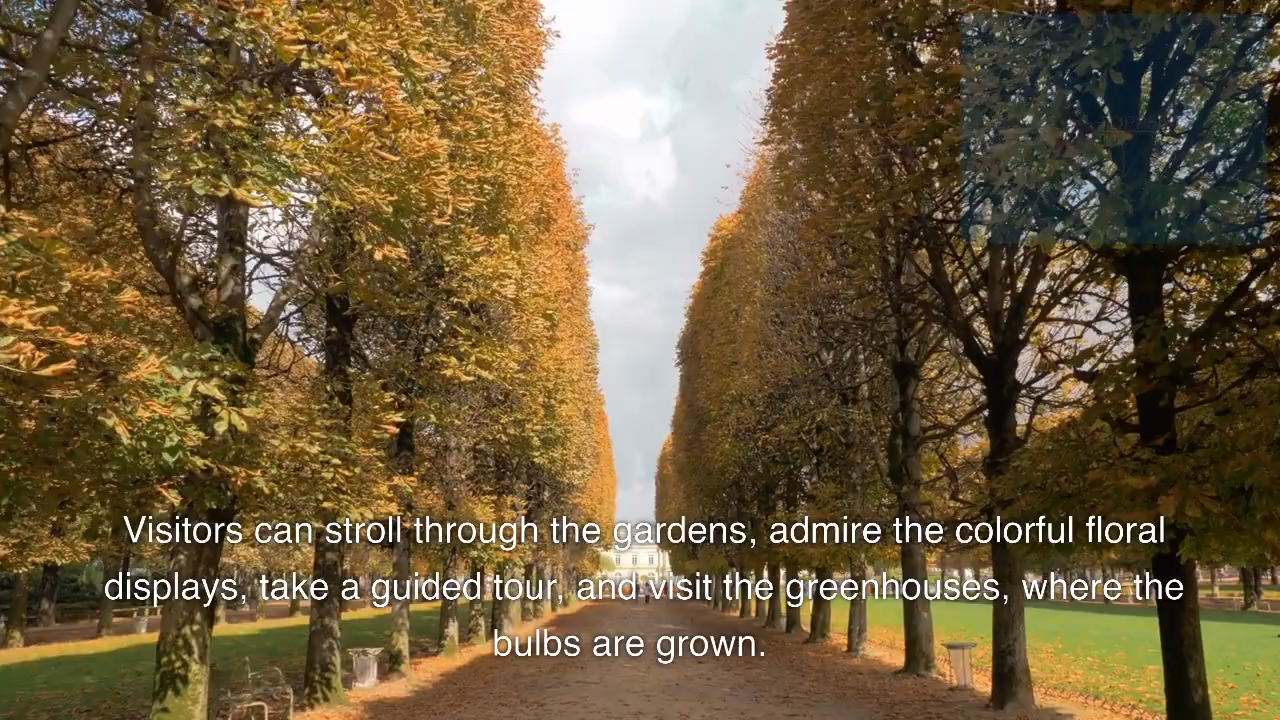 Visitors can stroll through the gardens, admire the colorful floral
displays, take a guided tour, and visit the greenhouses, where the
bulbs are grown.